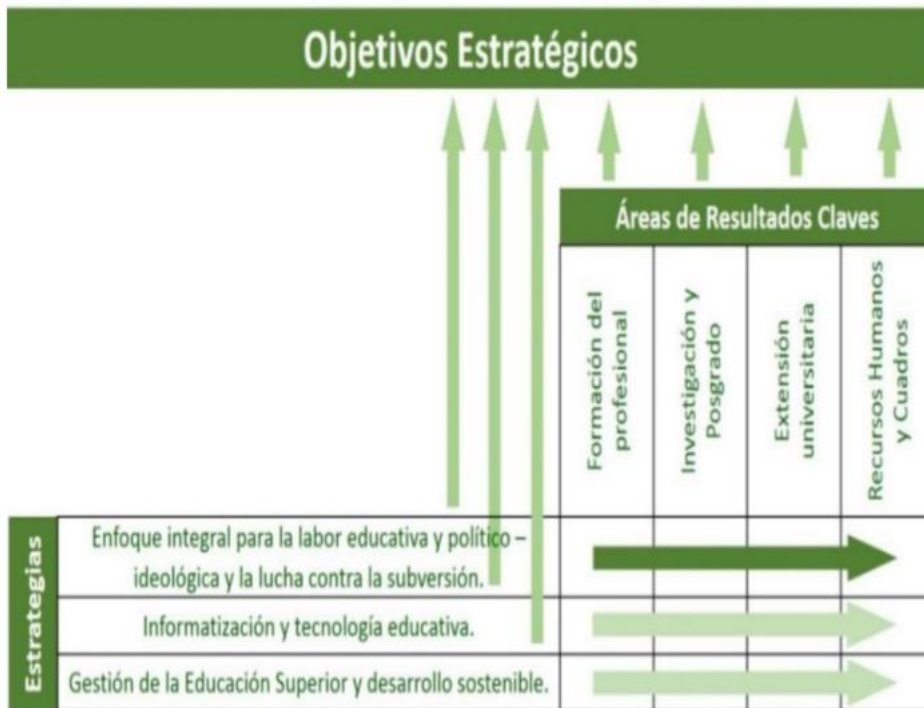 Objetivos Estratégicos
Áreas de Resultados Claves
Formación del
profesional
Investigación y
Posgrado
Extensión
universitaria
Recursos Humanos
y Cuadros
Estrategias
Enfoque integral para la labor educativa y político –
ideológica y la lucha contra la subversión.
Informatización y tecnología educativa.
Gestión de la Educación Superior y desarrollo sostenible.